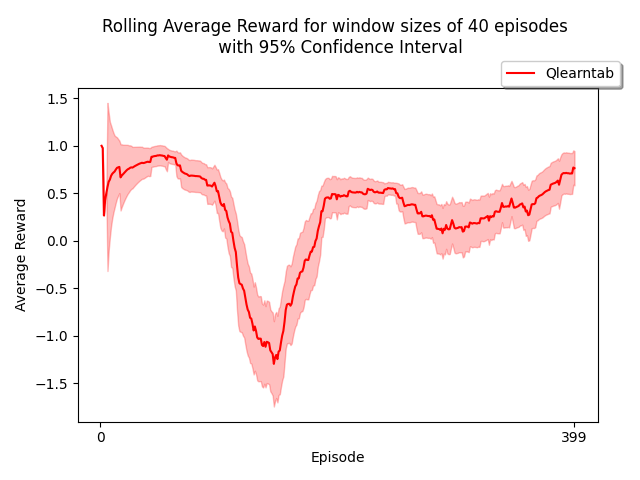 Rolling Average Reward for window sizes of 40 episodes
with 95% Confidence Interval
Qlearntab
1.5
1.0
0.5
0.0
−0.5
−1.0
−1.5
Average Reward
0
399
Episode